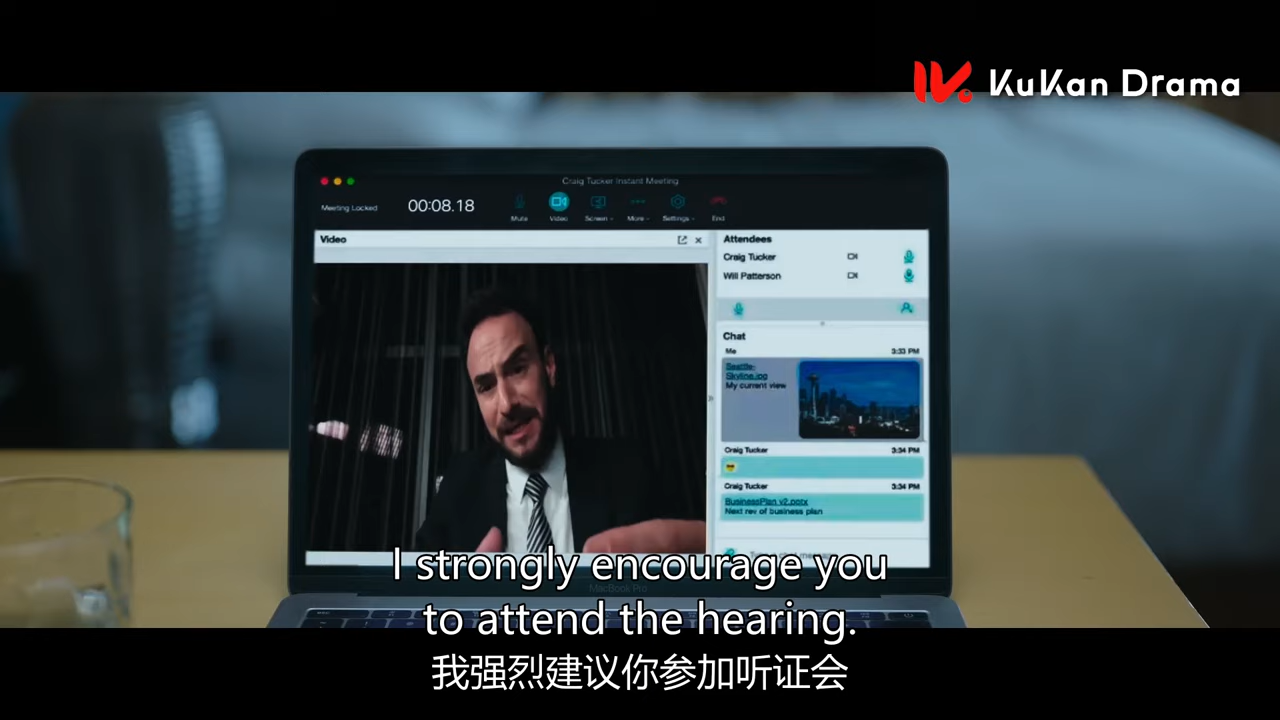 KuKan Drama
Craig Tucker Instant Meeting
Meeting Locked
00:08.18
Mute
Video
Screen
More
Settings
End
Video
Attendees
Craig Tucker
Will Patterson
Chat
Me
3:33 PM
Seattle-
Skyline.jpg
My current view
Craig Tucker
3:34 PM
Craig Tucker
3:34 PM
BusinessPlan v2.pptx
Next rev of business plan
MacBook Pro
I strongly encourage you
to attend the hearing.
我强烈建议你参加听证会